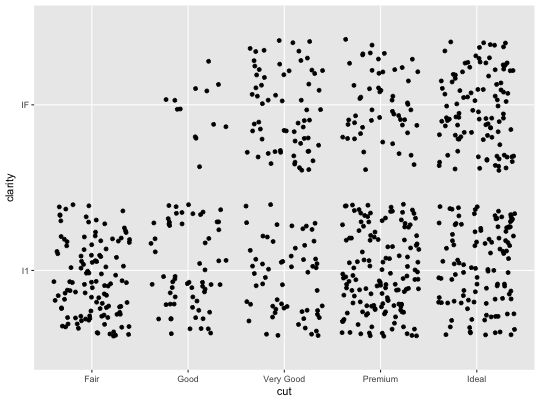 clarity
IF
I1
Fair
Good
Very Good
Premium
Ideal
cut